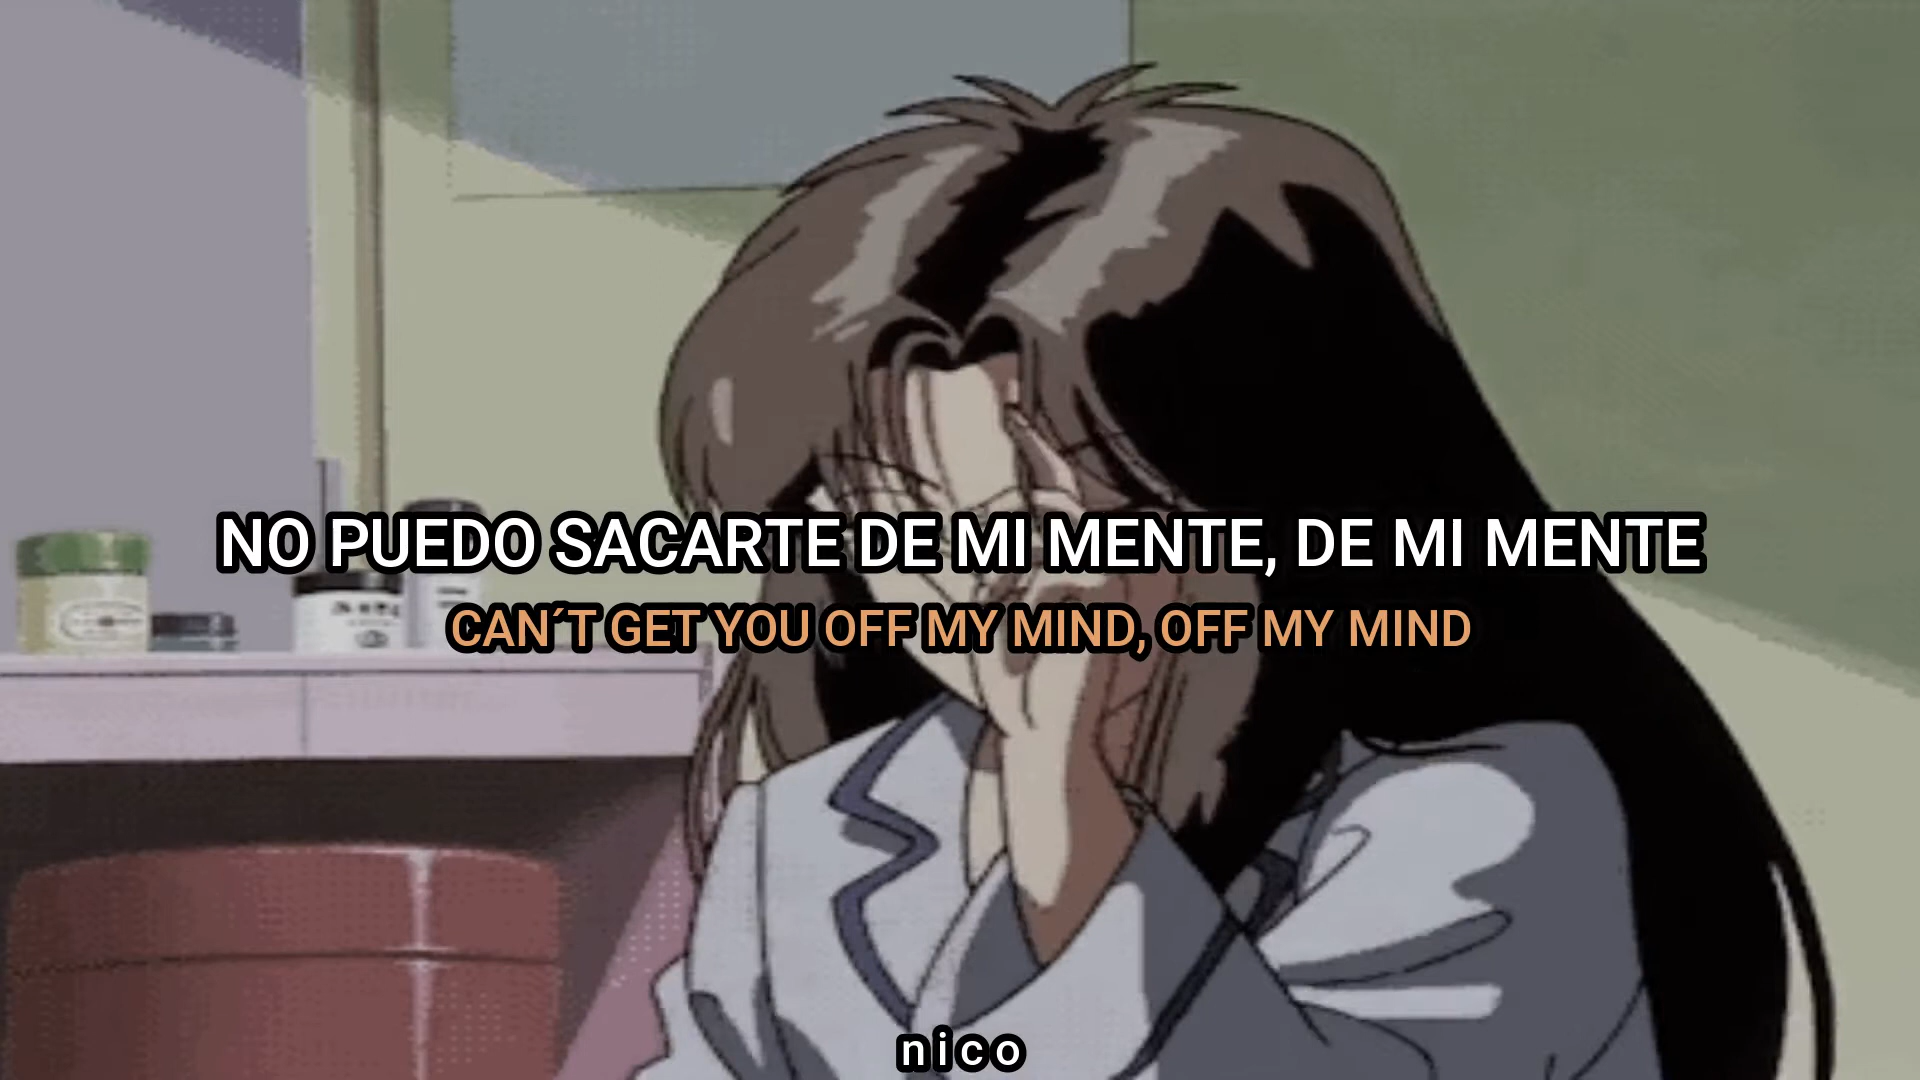 NO PUEDO SACARTE DE MI MENTE, DE MI MENTE
CAN´T GET YOU OFF MY MIND, OFF MY MIND
nico